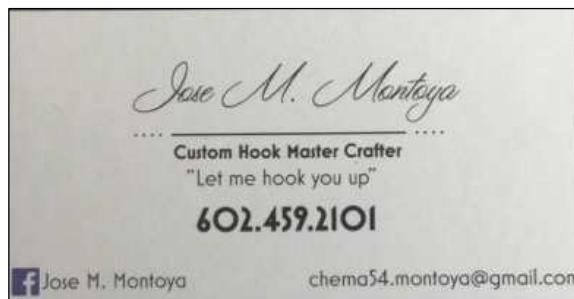 Jose M. Montoya
Custom Hook Master Crafter
"Let me hook you up"
602.459.2101
f Jose M. Montoya
chema54.montoya@gmail.com